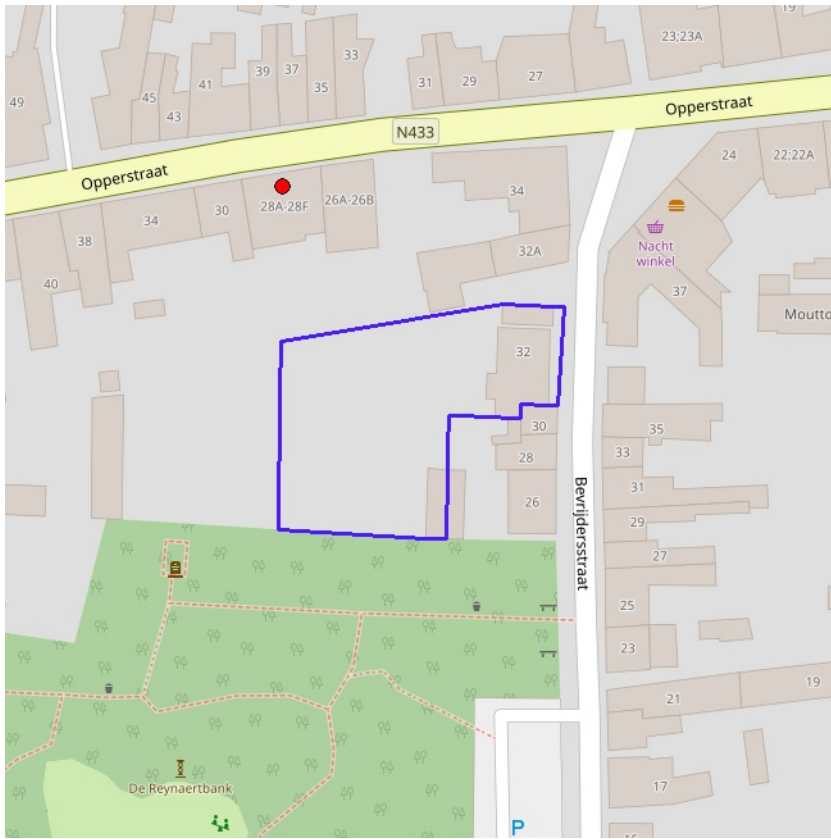 19
23;23A
33
39
37
31
29
27
41
35
45
49
43
Opperstraat
N433
24
22;22A
Opperstraat
34
26A-26B
28A-28F
34
30
38
32A
Nacht
winkel
40
37
Moutto
32
30
35
33
28
31
26
29
Bevrijdersstraat
27
25
23
19
21
De Reynaertbank
17
P